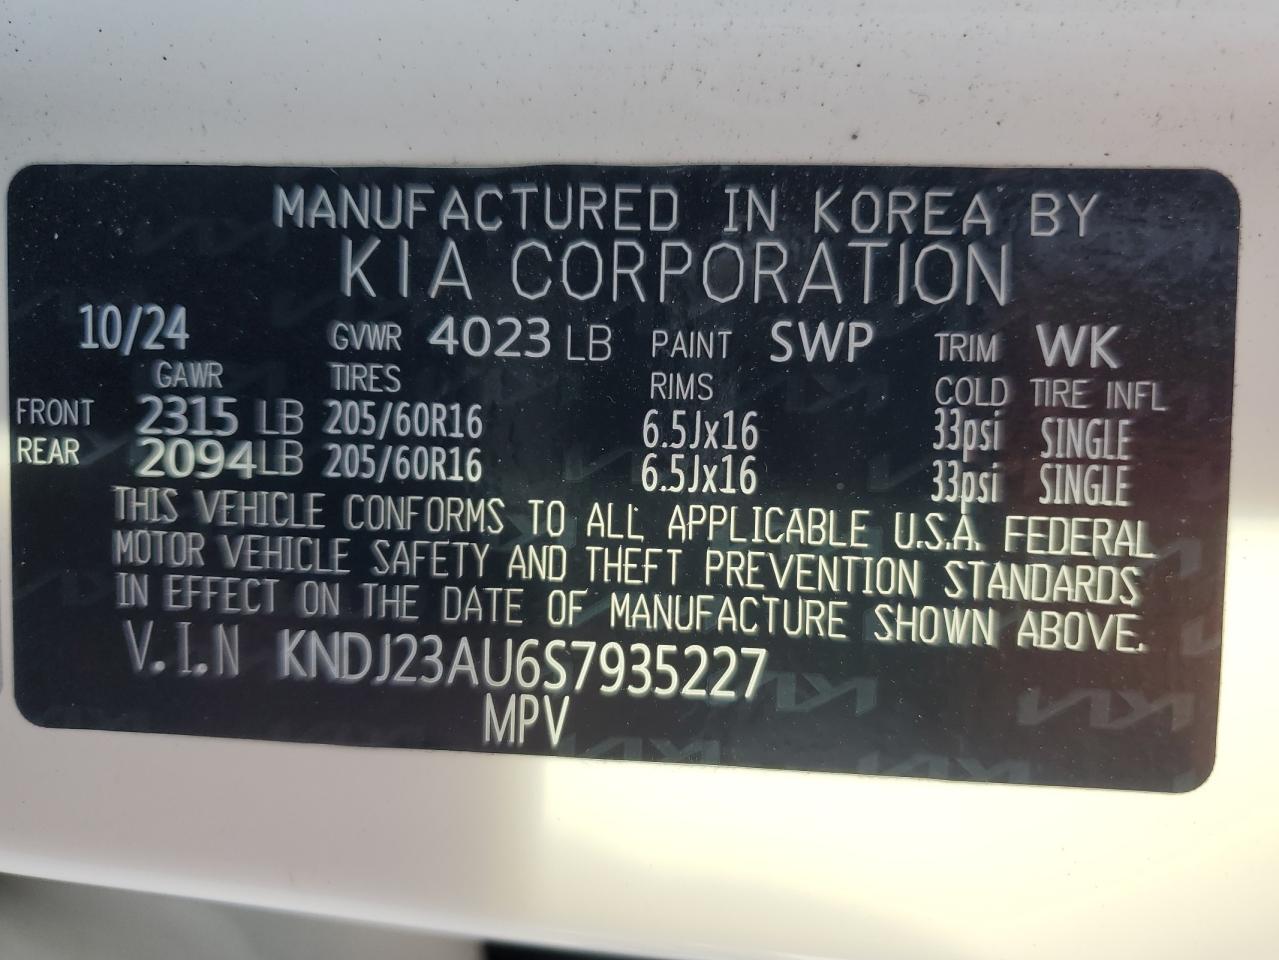 MANUFACTURED IN KOREA BY
KIA CORPORATION
10/24 GVWR 4023 LB PAINT SWP TRIM WK
GAWR TIRES RIMS COLD TIRE INFL
FRONT 2315 LB 205/60R16 6.5Jx16 33psi SINGLE
REAR 2094LB 205/60R16 6.5Jx16 33psi SINGLE
THIS VEHICLE CONFORMS TO ALL APPLICABLE U.S.A. FEDERAL
MOTOR VEHICLE SAFETY AND THEFT PREVENTION STANDARDS
IN EFFECT ON THE DATE OF MANUFACTURE SHOWN ABOVE.
V.I.N KNDJ23AU6S7935227
MPV